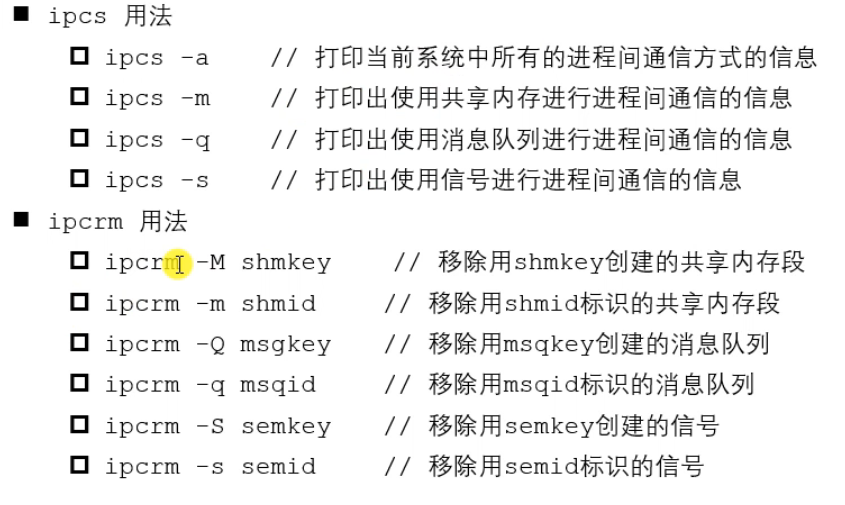 ■ ipcs 用法
□ ipcs -a // 打印当前系统中所有的进程间通信方式的信息
□ ipcs -m // 打印出使用共享内存进行进程间通信的信息
□ ipcs -q // 打印出使用消息队列进行进程间通信的信息
□ ipcs -s // 打印出使用信号进行进程间通信的信息
■ ipcrm 用法
□ ipcrm -M shmkey // 移除用shmkey创建的共享内存段
□ ipcrm -m shmid // 移除用shmid标识的共享内存段
□ ipcrm -Q msgkey // 移除用msqkey创建的消息队列
□ ipcrm -q msqid // 移除用msqid标识的消息队列
□ ipcrm -S semkey // 移除用semkey创建的信号
□ ipcrm -s semid // 移除用semid标识的信号